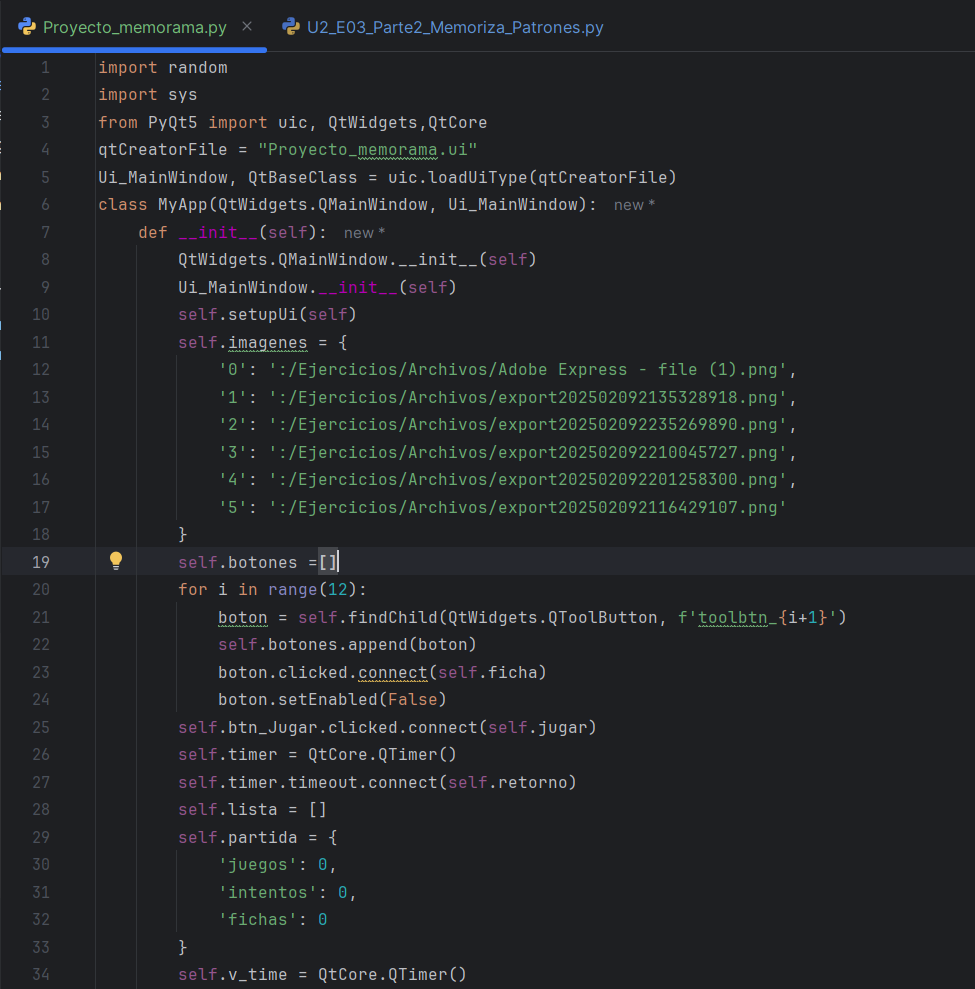 Proyecto_memorama.py × U2_E03_Parte2_Memoriza_Patrones.py
1 import random
2 import sys
3 from PyQt5 import uic, QtWidgets,QtCore
4 qtCreatorFile = "Proyecto_memorama.ui"
5 Ui_MainWindow, QtBaseClass = uic.loadUiType(qtCreatorFile)
6 class MyApp(QtWidgets.QMainWindow, Ui_MainWindow): new *
7     def __init__(self): new *
8         QtWidgets.QMainWindow.__init__(self)
9         Ui_MainWindow.__init__(self)
10         self.setupUi(self)
11         self.imagenes = {
12             '0': ':/Ejercicios/Archivos/Adobe Express - file (1).png',
13             '1': ':/Ejercicios/Archivos/export202502092135328918.png',
14             '2': ':/Ejercicios/Archivos/export202502092235269890.png',
15             '3': ':/Ejercicios/Archivos/export202502092210045727.png',
16             '4': ':/Ejercicios/Archivos/export202502092201258300.png',
17             '5': ':/Ejercicios/Archivos/export202502092116429107.png'
18         }
19         self.botones =[]
20         for i in range(12):
21             boton = self.findChild(QtWidgets.QToolButton, f'toolbtn_{i+1}')
22             self.botones.append(boton)
23             boton.clicked.connect(self.ficha)
24             boton.setEnabled(False)
25         self.btn_Jugar.clicked.connect(self.jugar)
26         self.timer = QtCore.QTimer()
27         self.timer.timeout.connect(self.retorno)
28         self.lista = []
29         self.partida = {
30             'juegos': 0,
31             'intentos': 0,
32             'fichas': 0
33         }
34         self.v_time = QtCore.QTimer()